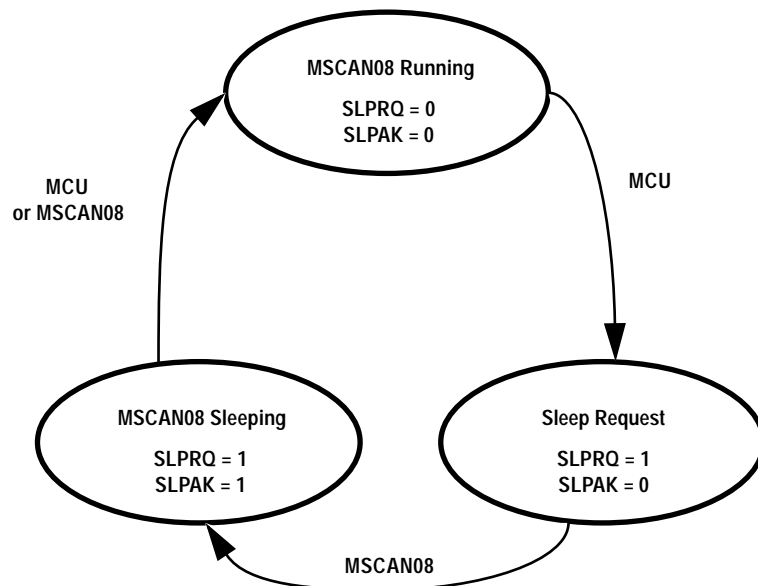 MSCAN08 Running
SLPRQ = 0
SLPAK = 0
MCU
or MSCAN08
MCU
MSCAN08 Sleeping
SLPRQ = 1
SLPAK = 1
Sleep Request
SLPRQ = 1
SLPAK = 0
MSCAN08